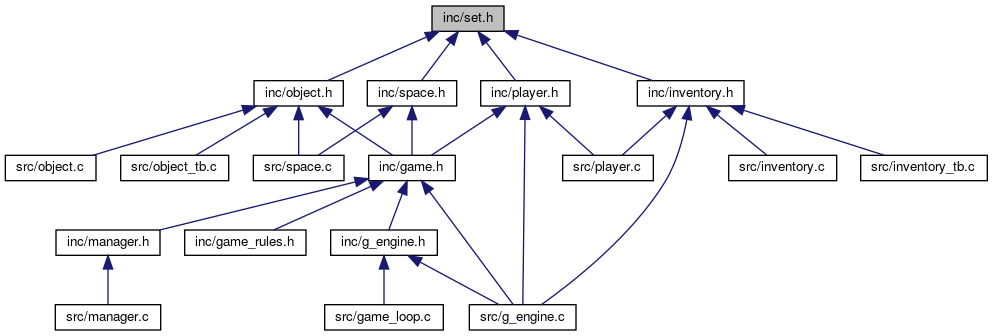 inc/set.h
inc/object.h
inc/space.h
inc/player.h
inc/inventory.h
src/object.c
src/object_tb.c
src/space.c
inc/game.h
src/player.c
src/inventory.c
src/inventory_tb.c
inc/manager.h
inc/game_rules.h
inc/g_engine.h
src/manager.c
src/game_loop.c
src/g_engine.c